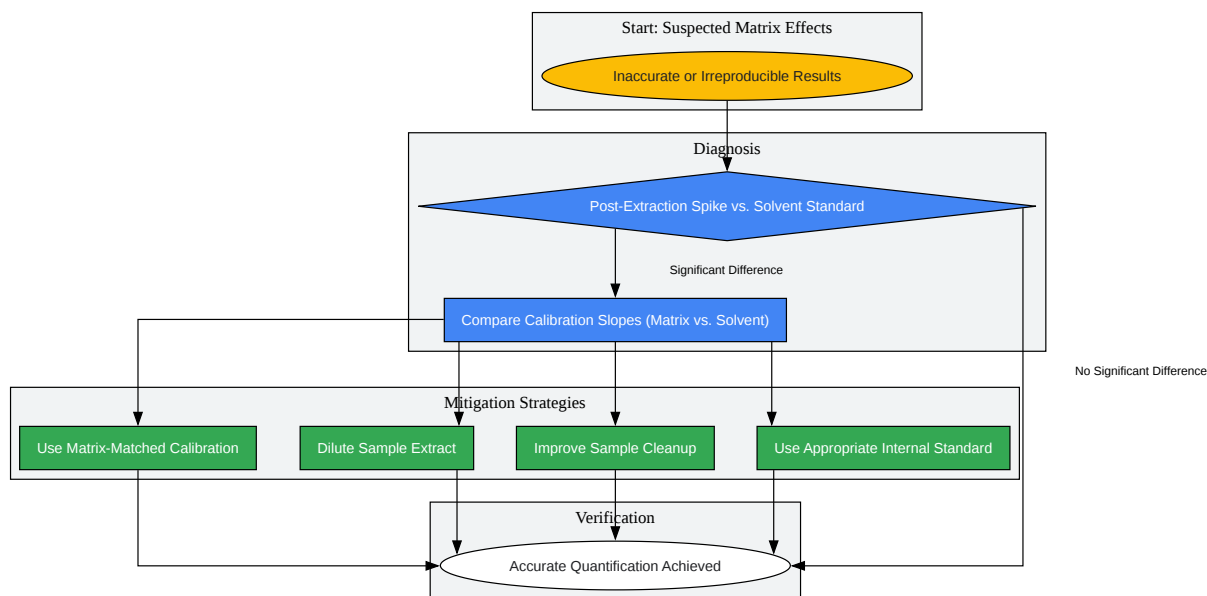 Start: Suspected Matrix Effects
Inaccurate or Irreproducible Results
Diagnosis
Post-Extraction Spike vs. Solvent Standard
Significant Difference
Compare Calibration Slopes (Matrix vs. Solvent)
No Significant Difference
Mitigation Strategies
Use Matrix-Matched Calibration
Dilute Sample Extract
Improve Sample Cleanup
Use Appropriate Internal Standard
Verification
Accurate Quantification Achieved